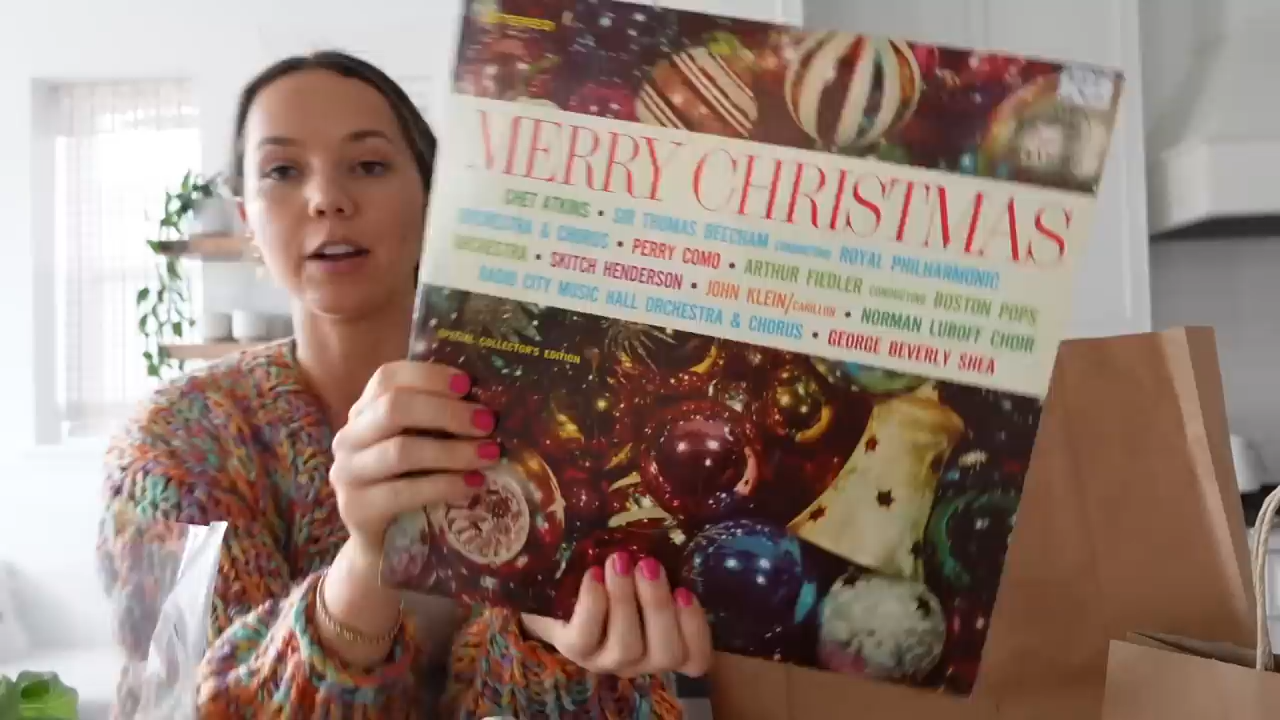 MERRY CHRISTMAS
CHET ATKINS • SIR THOMAS BEECHAM CONDUCTING ROYAL PHILHARMONIC
ORCHESTRA & CHORUS • PERRY COMO • ARTHUR FIEDLER CONDUCTING BOSTON POPS
ORCHESTRA • SKITCH HENDERSON • JOHN KLEIN/CARILLON • NORMAN LUBOFF CHOIR
RADIO CITY MUSIC HALL ORCHESTRA & CHORUS • GEORGE BEVERLY SHEA
SPECIAL COLLECTOR'S EDITION